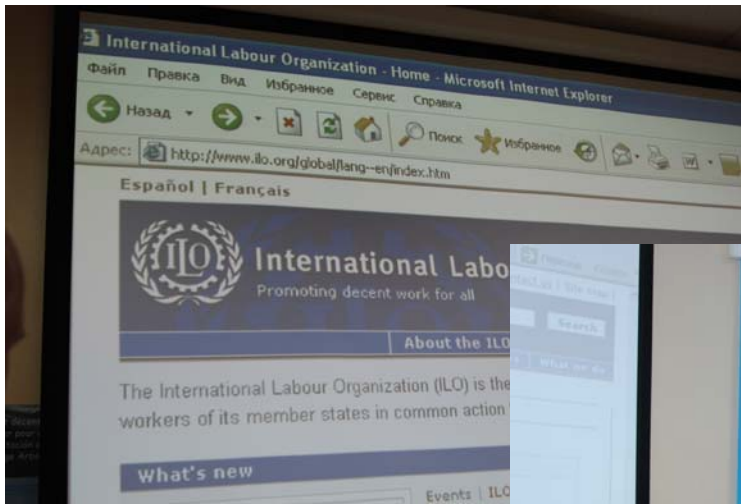 International Labour Organization - Home - Microsoft Internet Explorer
Файл Правка Вид Избранное Сервис Справка
Назад Поиск Избранное
Адрес: http://www.ilo.org/global/lang--en/index.htm
Español | Français
ILO
International Labo
Promoting decent work for all
Search
About the ILO
What we do
The International Labour Organization (ILO) is the
workers of its member states in common action
What's new
Events | ILO